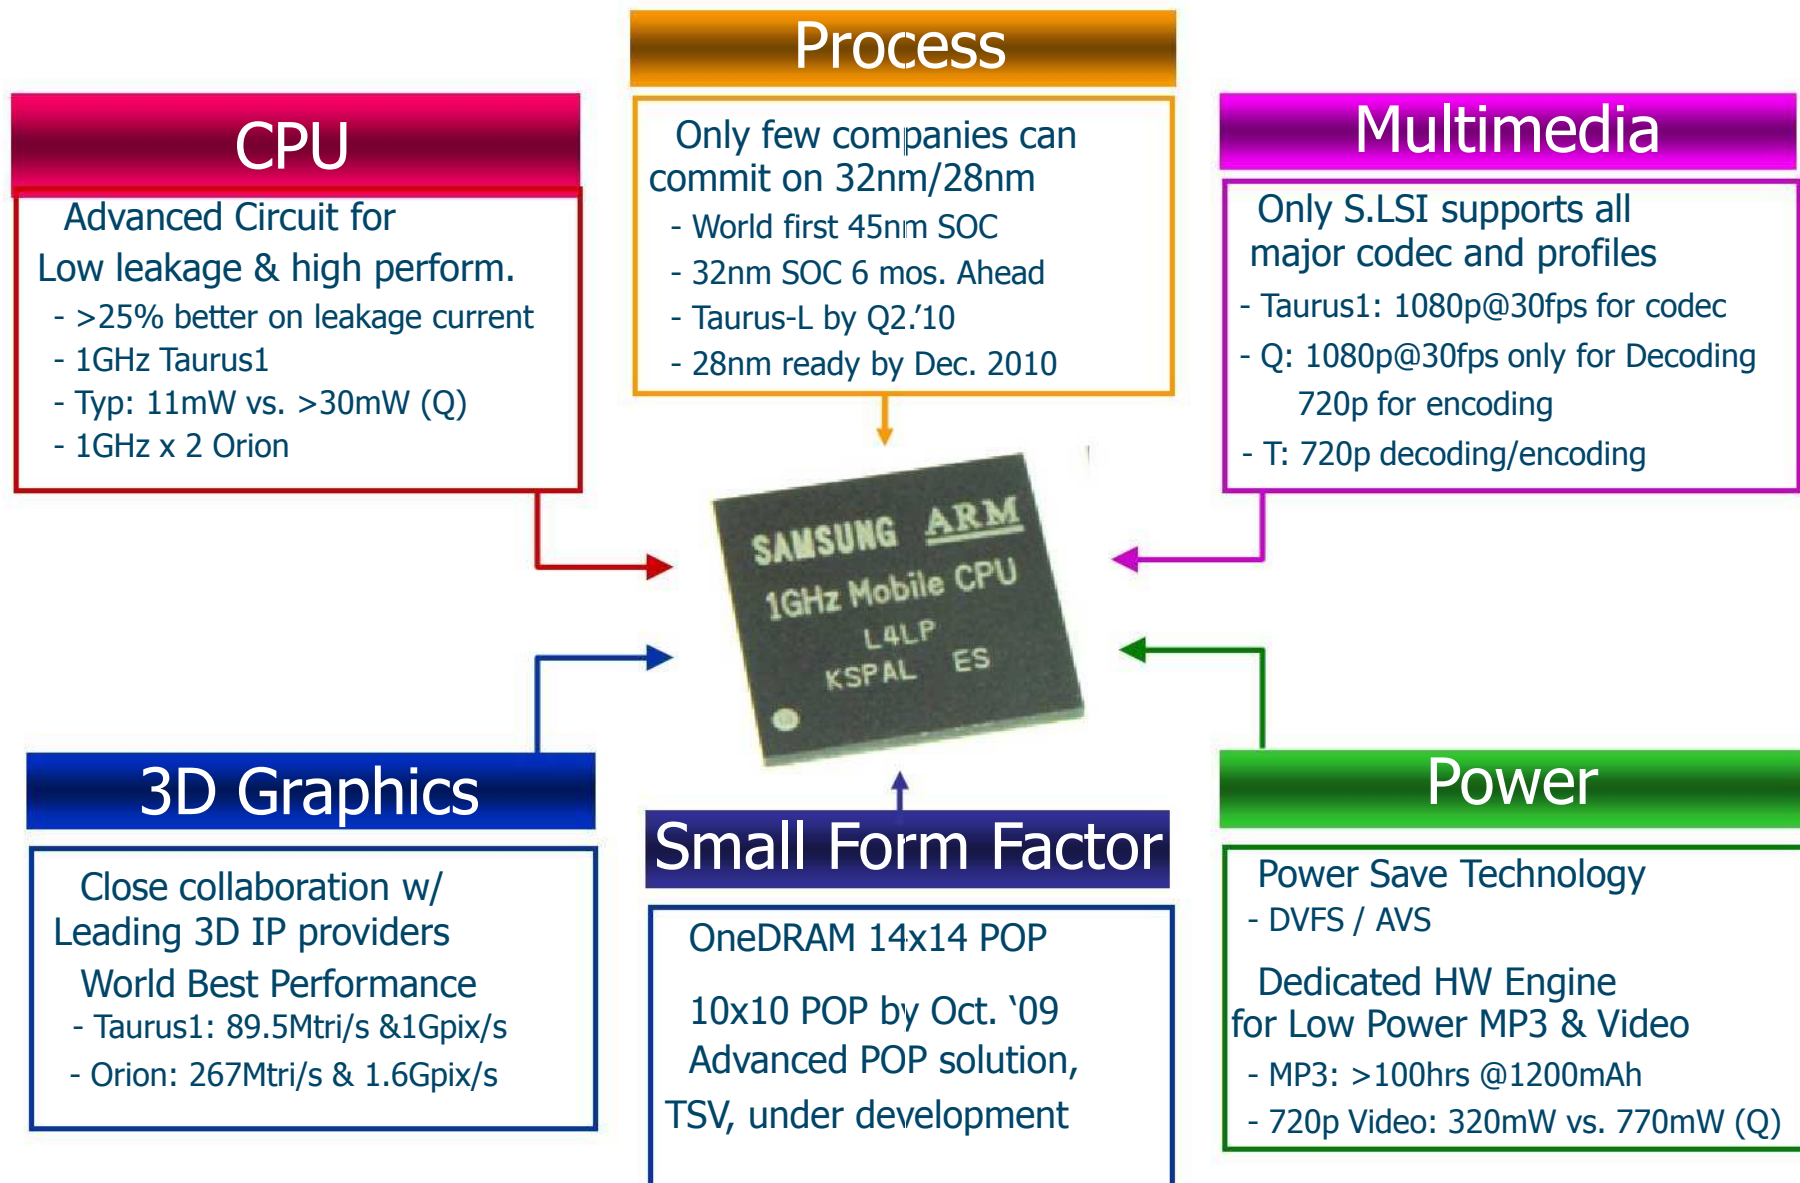 Process
Only few companies can
commit on 32nm/28nm
- World first 45nm SOC
- 32nm SOC 6 mos. Ahead
- Taurus-L by Q2.’10
- 28nm ready by Dec. 2010
CPU
Advanced Circuit for
Low leakage & high perform.
- >25% better on leakage current
- 1GHz Taurus1
- Typ: 11mW vs. >30mW (Q)
- 1GHz x 2 Orion
Multimedia
Only S.LSI supports all
major codec and profiles
- Taurus1: 1080p@30fps for codec
- Q: 1080p@30fps only for Decoding
720p for encoding
- T: 720p decoding/encoding
SAMSUNG ARM
1GHz Mobile CPU
L4LP
KSPAL ES
3D Graphics
Close collaboration w/
Leading 3D IP providers
World Best Performance
- Taurus1: 89.5Mtri/s &1Gpix/s
- Orion: 267Mtri/s & 1.6Gpix/s
Small Form Factor
OneDRAM 14x14 POP
10x10 POP by Oct. ‘09
Advanced POP solution,
TSV, under development
Power
Power Save Technology
- DVFS / AVS
Dedicated HW Engine
for Low Power MP3 & Video
- MP3: >100hrs @1200mAh
- 720p Video: 320mW vs. 770mW (Q)